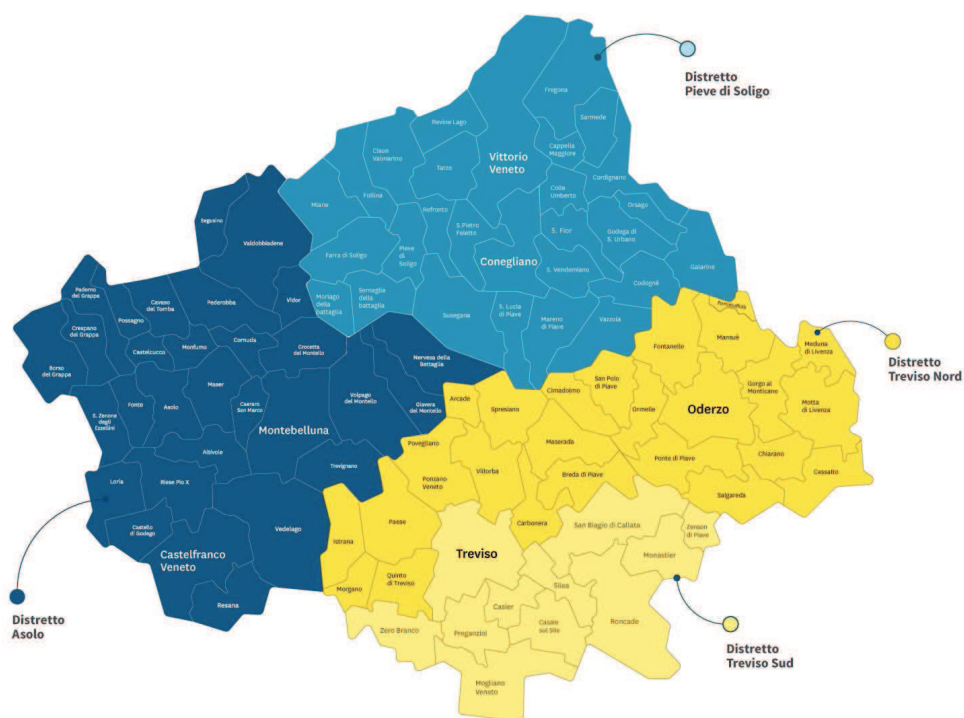 Distretto
Pieve di Soligo
Fregona
Sarmede
Revine Lago
Cappella
Maggiore
Cison
Valmarino
Vittorio
Veneto
Tarzo
Cordignano
Colle
Umberto
Follina
Miane
Refronto
Orsago
S.Pietro
Feletto
S. Fior
Godega di
S. Urbano
Segusino
Valdobbiadene
Farra di Soligo
Pieve
di
Soligo
Conegliano
S. Vendemiano
Gaiarine
Codognè
Moriago
della
battaglia
Sernaglia
della
battaglia
Susegana
S. Lucia
di Piave
Mareno
di Piave
Vazzola
Paderno
del Grappa
Cavaso
del Tomba
Pederobba
Vidor
Possagno
Crespano
del Grappa
Castelcucco
Monfumo
Cornuda
Crocetta
del Montello
Nervesa della
Battaglia
Borso
del Grappa
Maser
Fontanelle
Mansuè
Meduna
di Livenza
Distretto
Treviso Nord
Fonte
Asolo
Caerano
San Marco
Volpago
del Montello
Giavera
del Montello
Arcade
Spresiano
Cimadolmo
San Polo
di Piave
Ormelle
Oderzo
Gorgo al
Monticano
Motta
di Livenza
S. Zenone
degli
Ezzelini
Montebelluna
Povegliano
Maserada
Altivole
Trevignano
Ponzano
Veneto
Villorba
Breda di Piave
Ponte di Piave
Chiarano
Cessalto
Loria
Riese Pio X
Salgareda
Castello
di Godego
Vedelago
Istrana
Paese
Carbonera
San Biagio di Callata
Zenson
di Piave
Castelfranco
Veneto
Treviso
Monastier
Morgano
Quinto
di Treviso
Silea
Resana
Casier
Distretto
Asolo
Zero Branco
Preganziol
Casale
sul Sile
Roncade
Distretto
Treviso Sud
Mogliano
Veneto